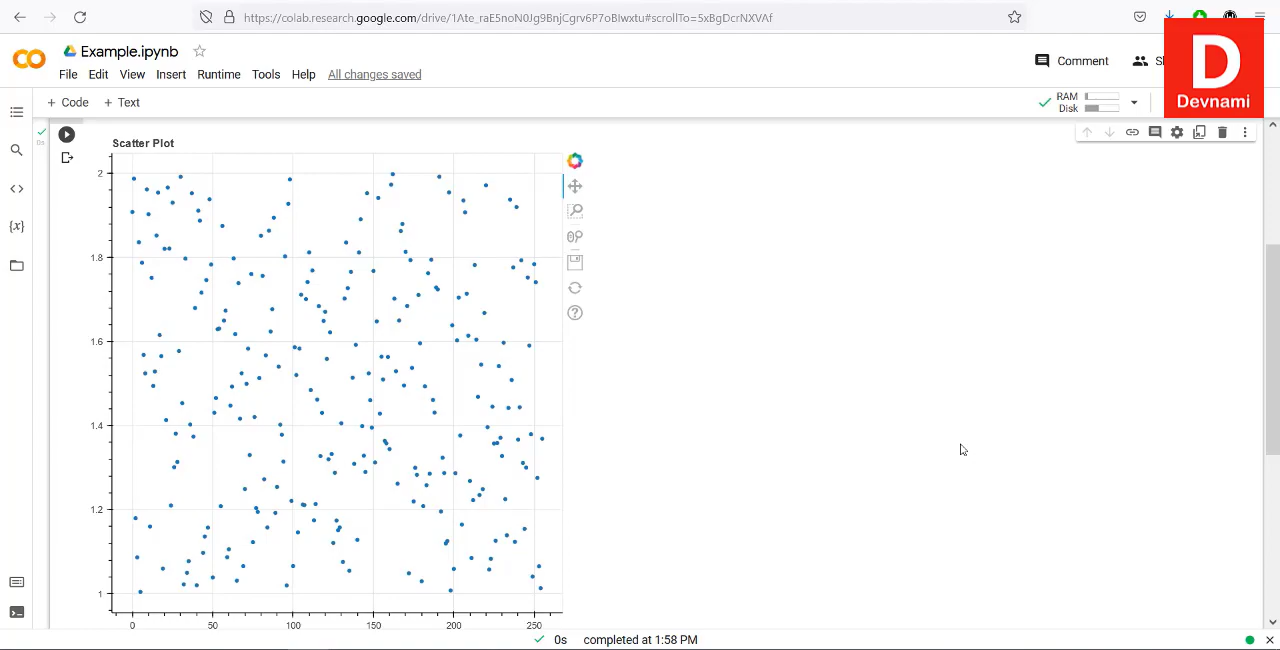 https://colab.research.google.com/drive/1Ate_raE5noN0Jg9BnjCgrv6P7oBlwxtu#scrollTo=5xBgDcrNXVAf
Example.ipynb
File Edit View Insert Runtime Tools Help All changes saved
Comment
D
Devnami
+ Code + Text
RAM
Disk
0s
{x}
Scatter Plot
2
1.8
1.6
1.4
1.2
1
0 50 100 150 200 250
0s completed at 1:58 PM